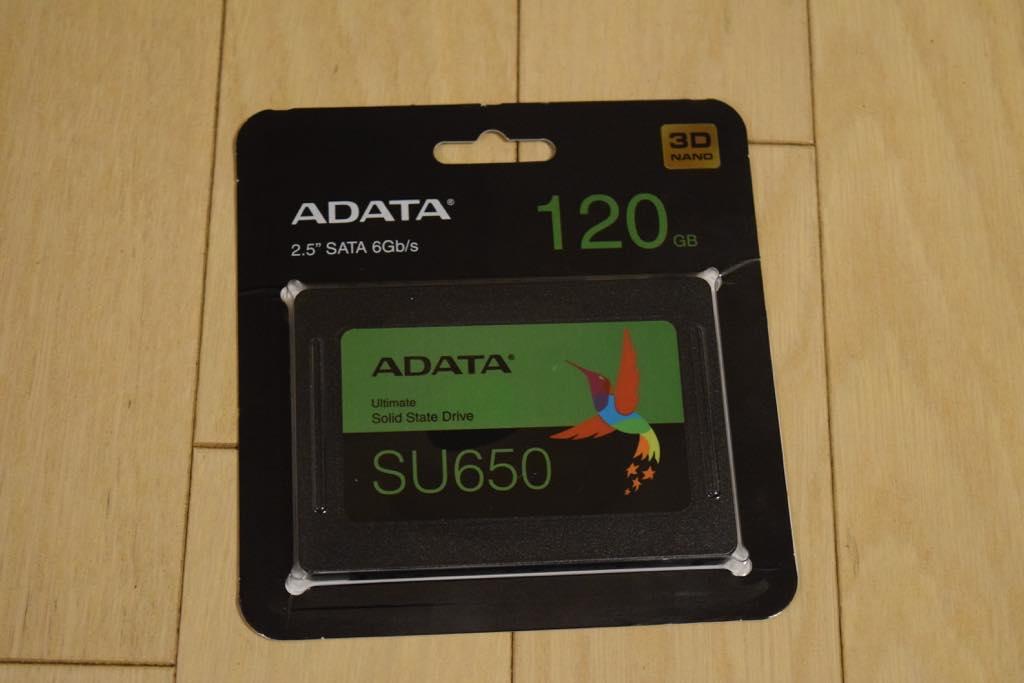 3D
NANO
ADATA®
120 GB
2.5" SATA 6Gb/s
ADATA®
Ultimate
Solid State Drive
SU650